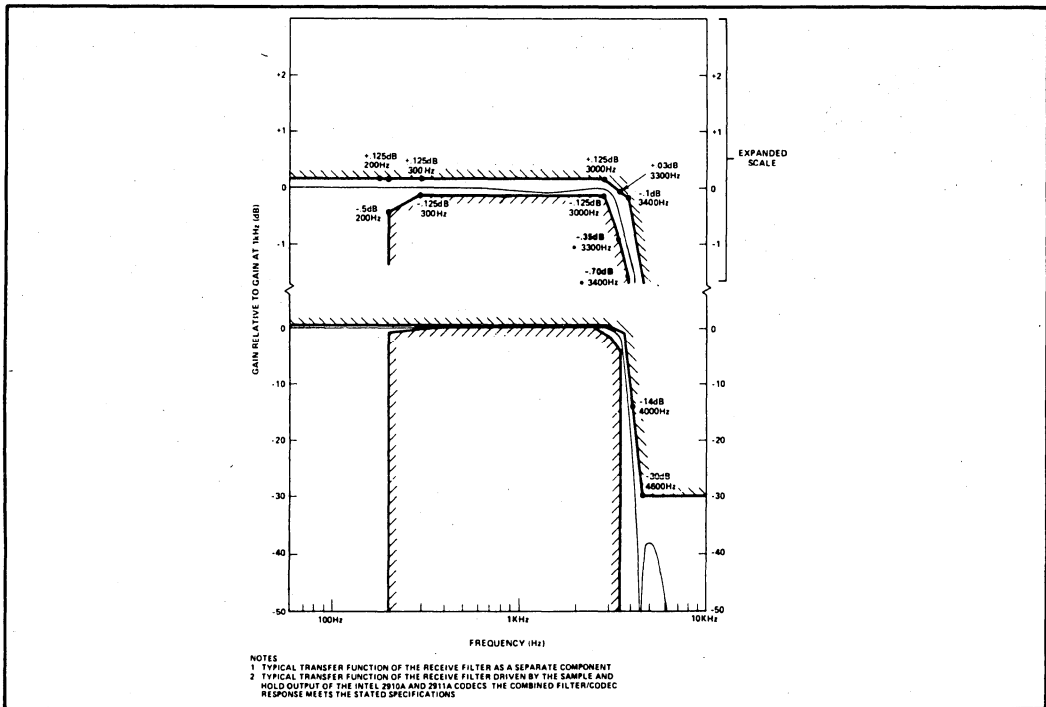 +2
+2
+1
+1
EXPANDED
SCALE
+.125dB
200Hz
+.125dB
300Hz
+.125dB
3000Hz
+.03dB
3300Hz
0
0
-.5dB
200Hz
-.125dB
300Hz
-.125dB
3000Hz
-.1dB
3400Hz
-.35dB
3300Hz
-1
-1
-.70dB
3400Hz
GAIN RELATIVE TO GAIN AT 1kHz (dB)
0
0
-10
-10
-14dB
4000Hz
-20
-20
-30dB
4600Hz
-30
-30
-40
-40
-50
-50
100Hz
1KHz
10KHz
FREQUENCY (Hz)
NOTES
1 TYPICAL TRANSFER FUNCTION OF THE RECEIVE FILTER AS A SEPARATE COMPONENT
2 TYPICAL TRANSFER FUNCTION OF THE RECEIVE FILTER DRIVEN BY THE SAMPLE AND
HOLD OUTPUT OF THE INTEL 2910A AND 2911A CODECS THE COMBINED FILTER/CODEC
RESPONSE MEETS THE STATED SPECIFICATIONS